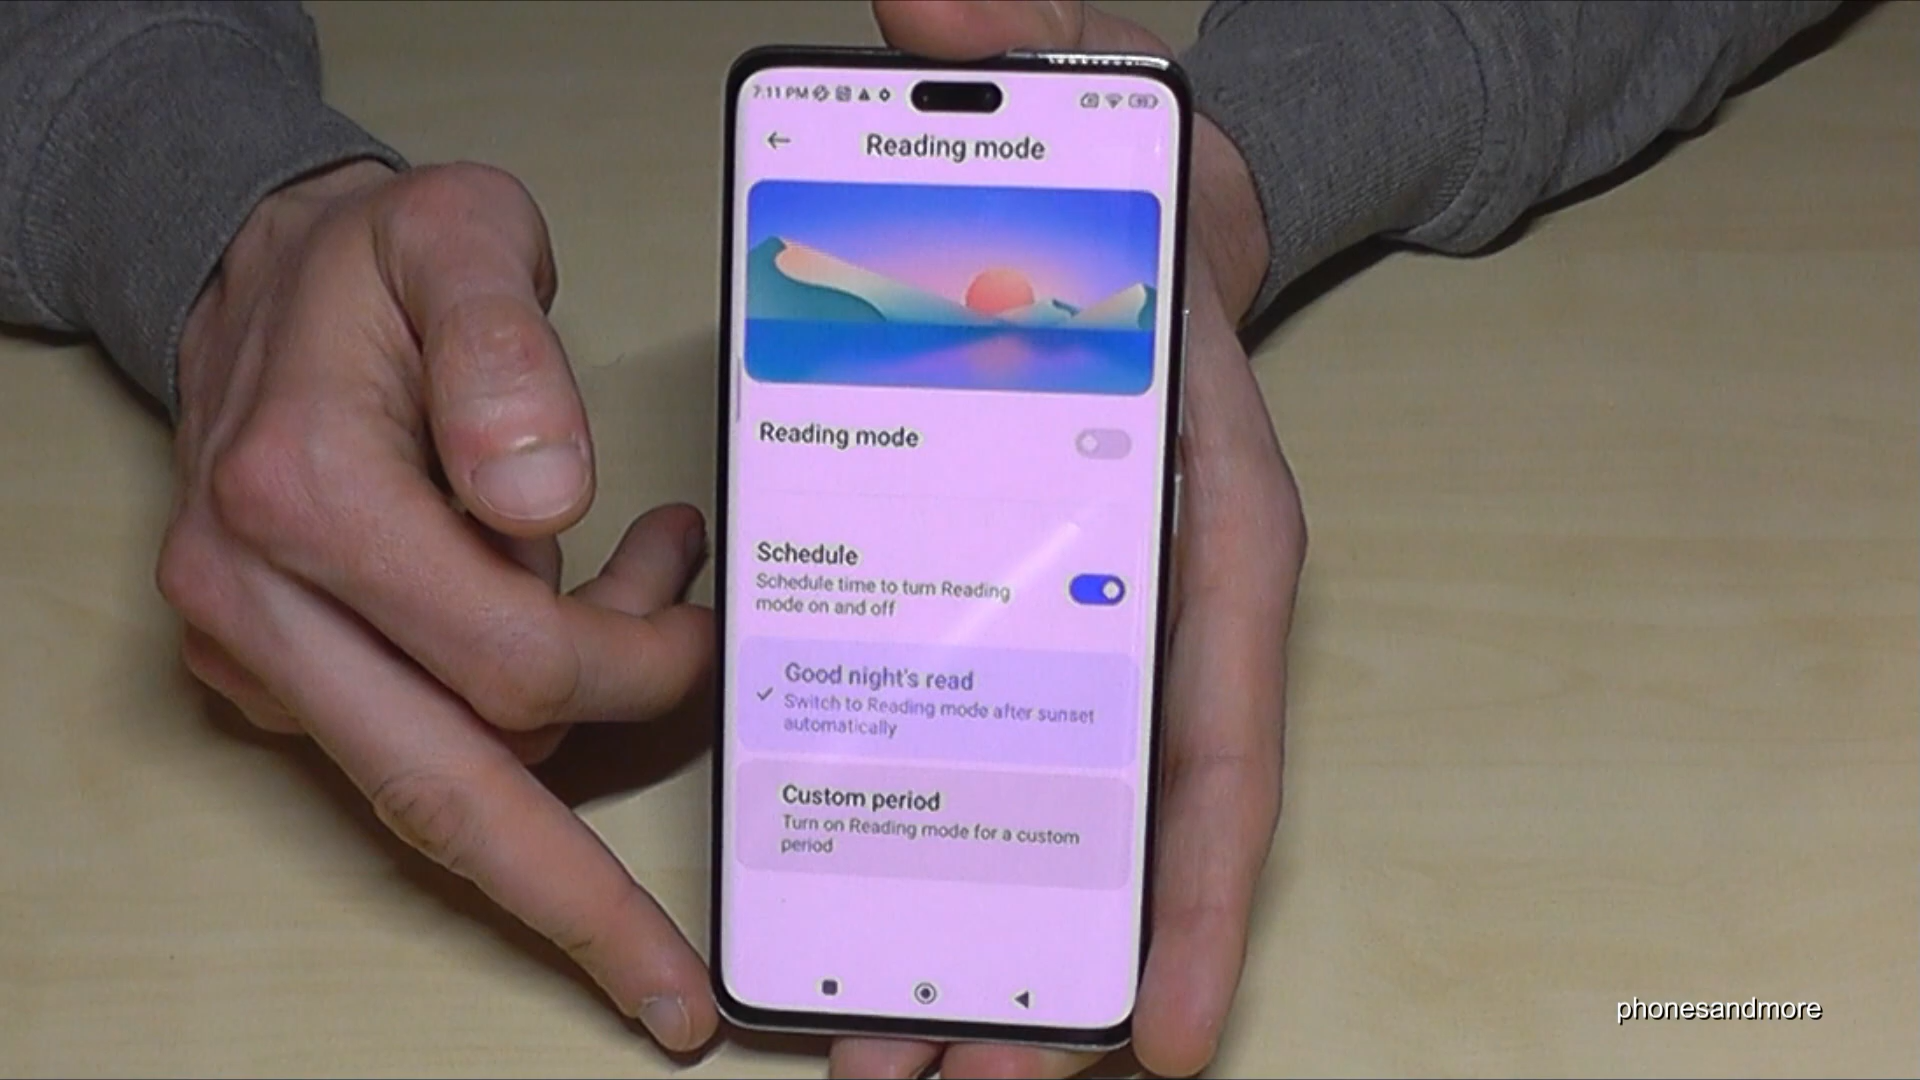 7:11 PM
Reading mode
Reading mode
Schedule
Schedule time to turn Reading
mode on and off
Good night's read
Switch to Reading mode after sunset
automatically
Custom period
Turn on Reading mode for a custom
period
phonesandmore